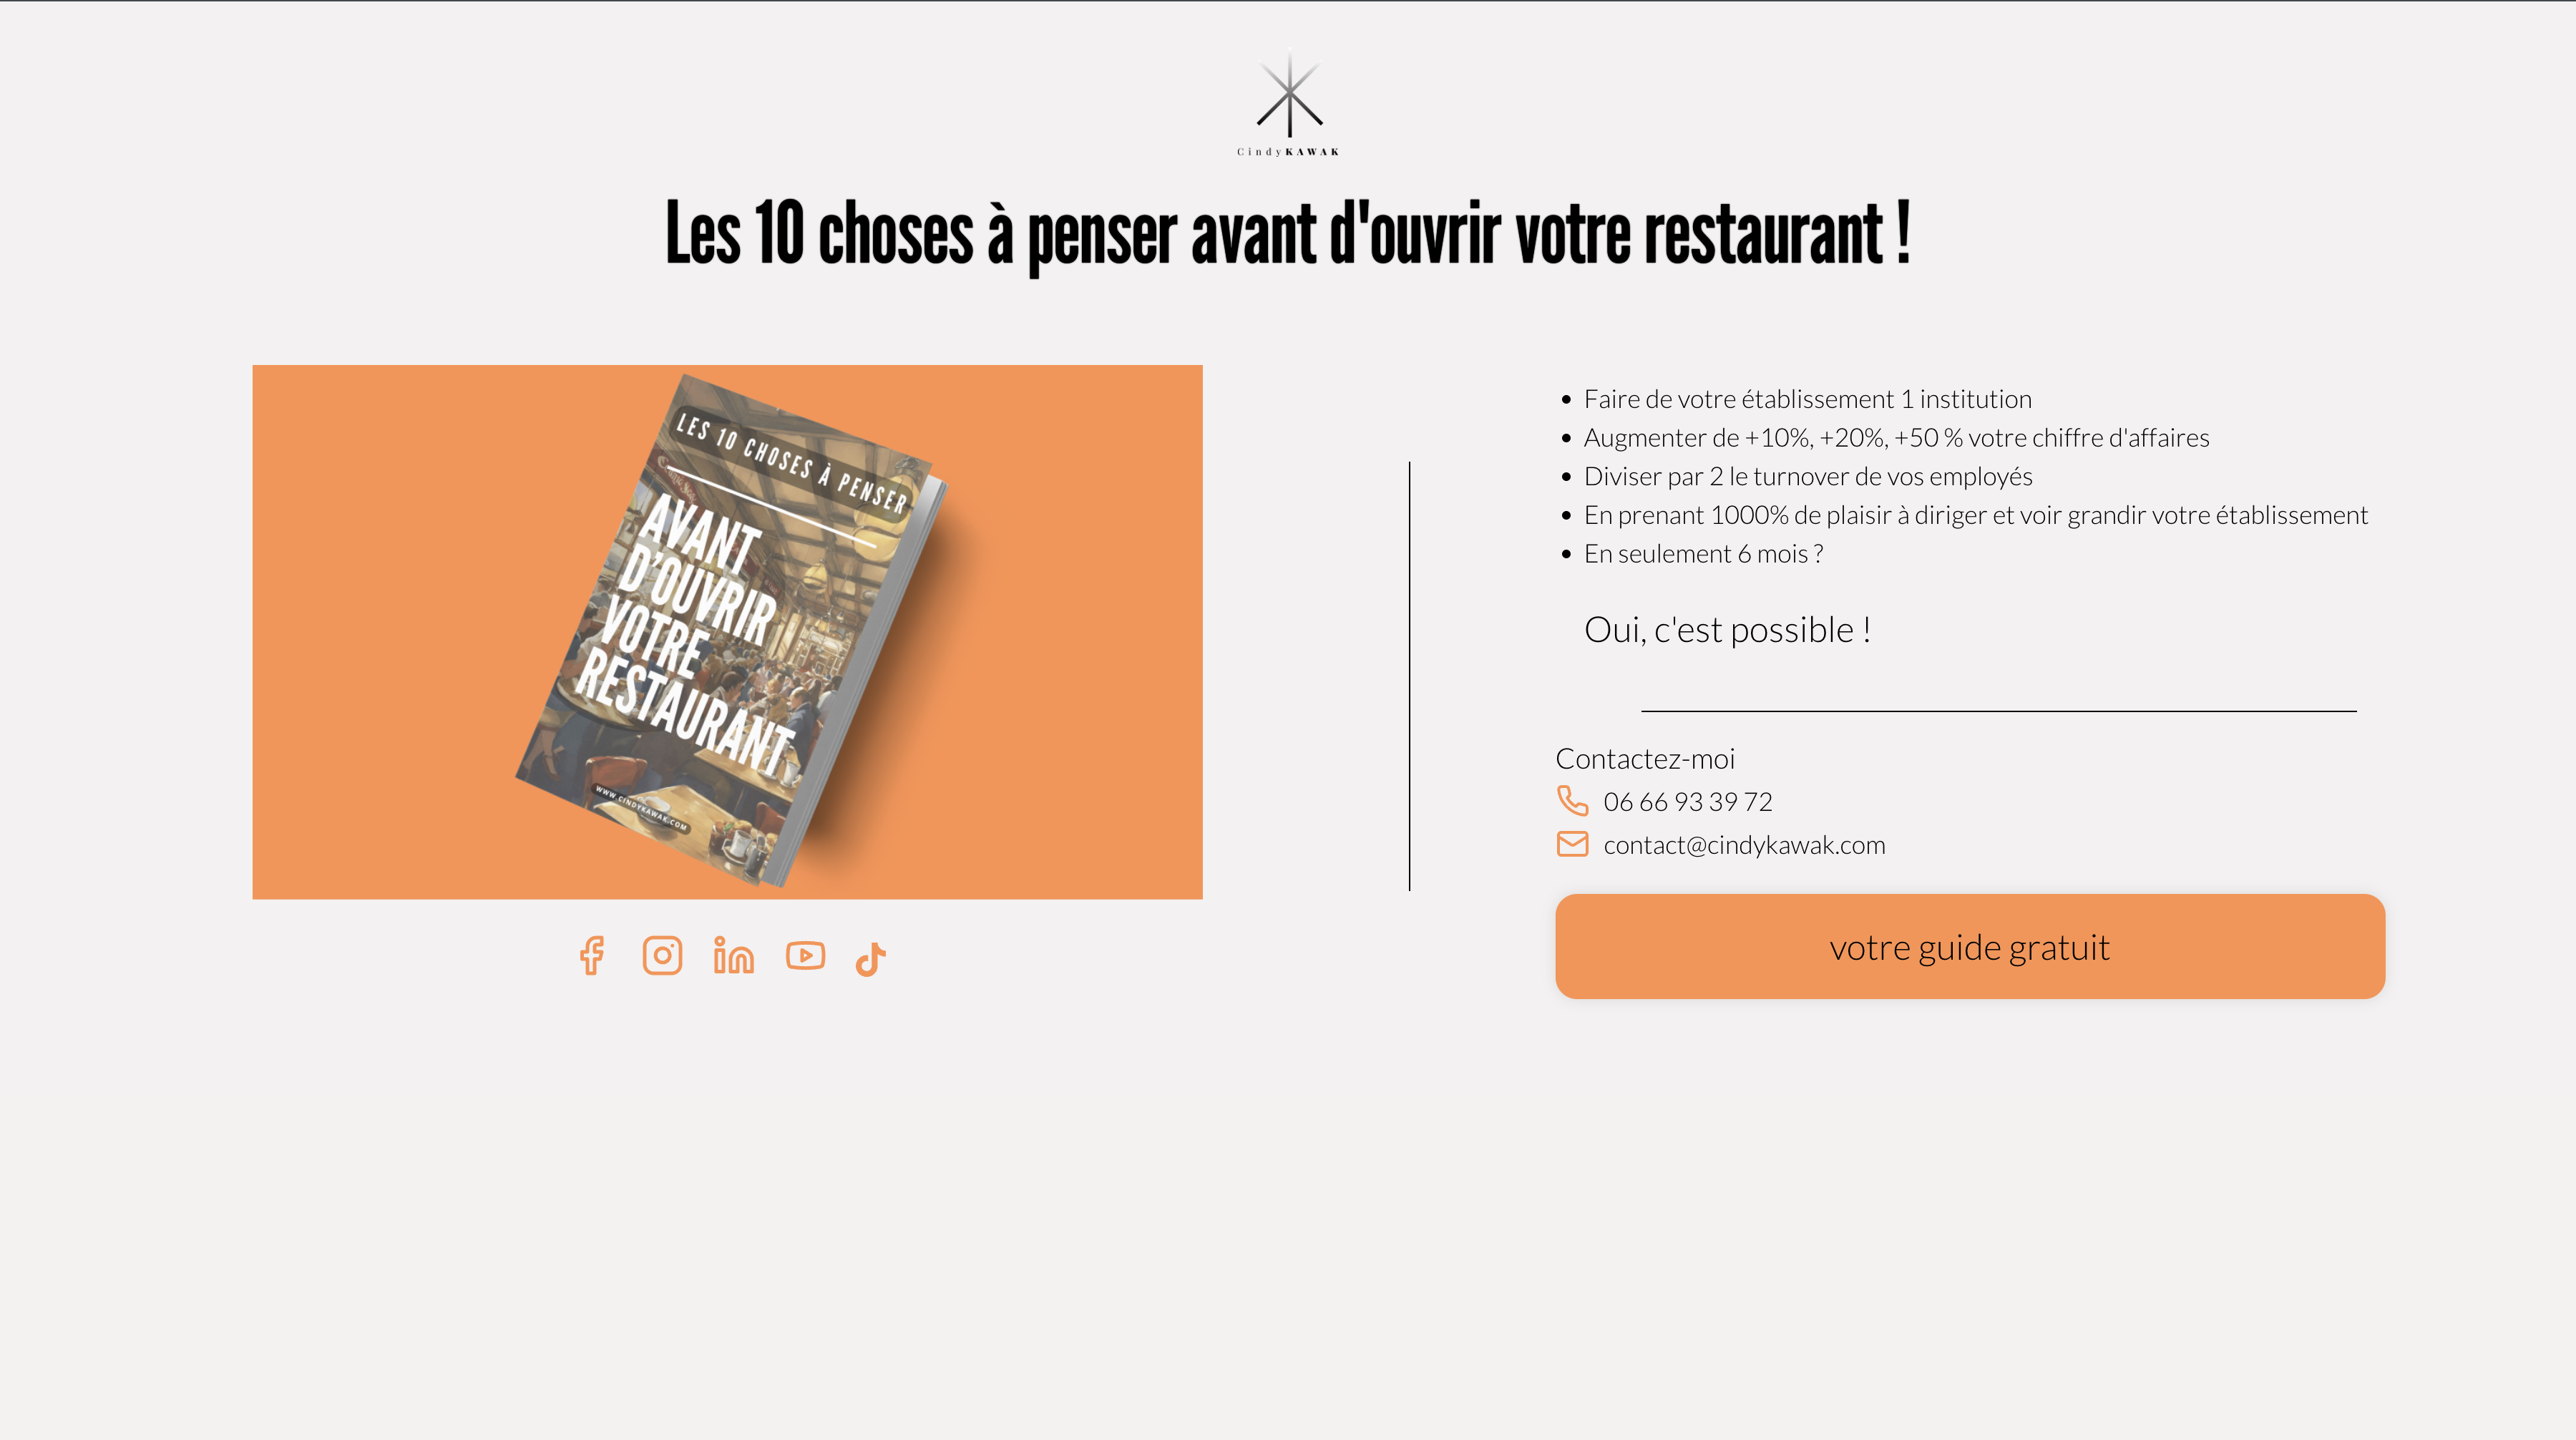 CindyKAWAK
Les 10 choses à penser avant d'ouvrir votre restaurant !
LES 10 CHOSES À PENSER
AVANT
D'OUVRIR
VOTRE
RESTAURANT
WWW.CINDYKAWAK.COM
Faire de votre établissement 1 institution
Augmenter de +10%, +20%, +50 % votre chiffre d'affaires
Diviser par 2 le turnover de vos employés
En prenant 1000% de plaisir à diriger et voir grandir votre établissement
En seulement 6 mois ?
Oui, c'est possible !
Contactez-moi
06 66 93 39 72
contact@cindykawak.com
votre guide gratuit